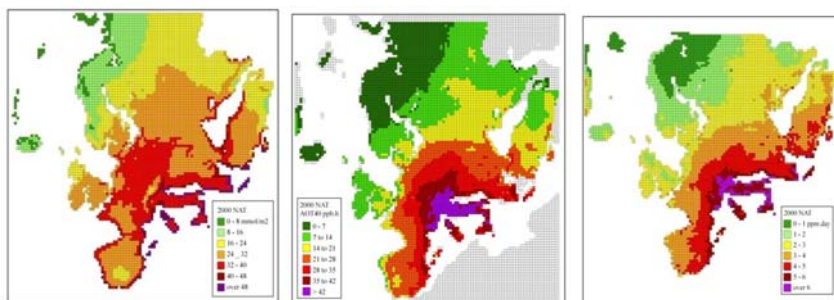 2000 NAT
0 - 8 mmol/m2
8 - 16
16 - 24
24 _ 32
32 - 40
40 - 48
over 48
2000 NAT
AOT40 ppb.h
0 - 7
7 to 14
14 to 21
21 to 28
28 to 35
35 to 42
> 42
2000 NAT
0 - 1 ppm.day
1 - 2
2 - 3
3 - 4
4 - 5
5 - 6
over 6